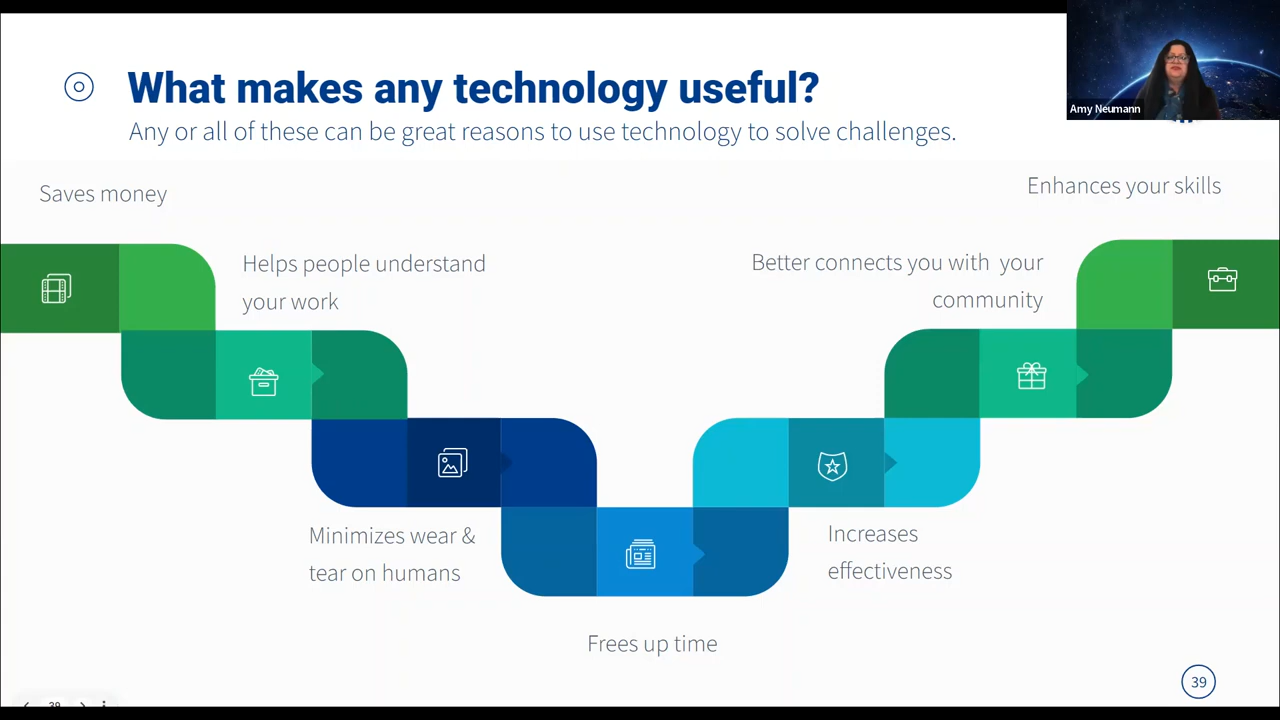 What makes any technology useful?
Any or all of these can be great reasons to use technology to solve challenges.
Amy Neumann
Saves money
Helps people understand
your work
Minimizes wear &
tear on humans
Frees up time
Increases
effectiveness
Better connects you with your
community
Enhances your skills
39
39